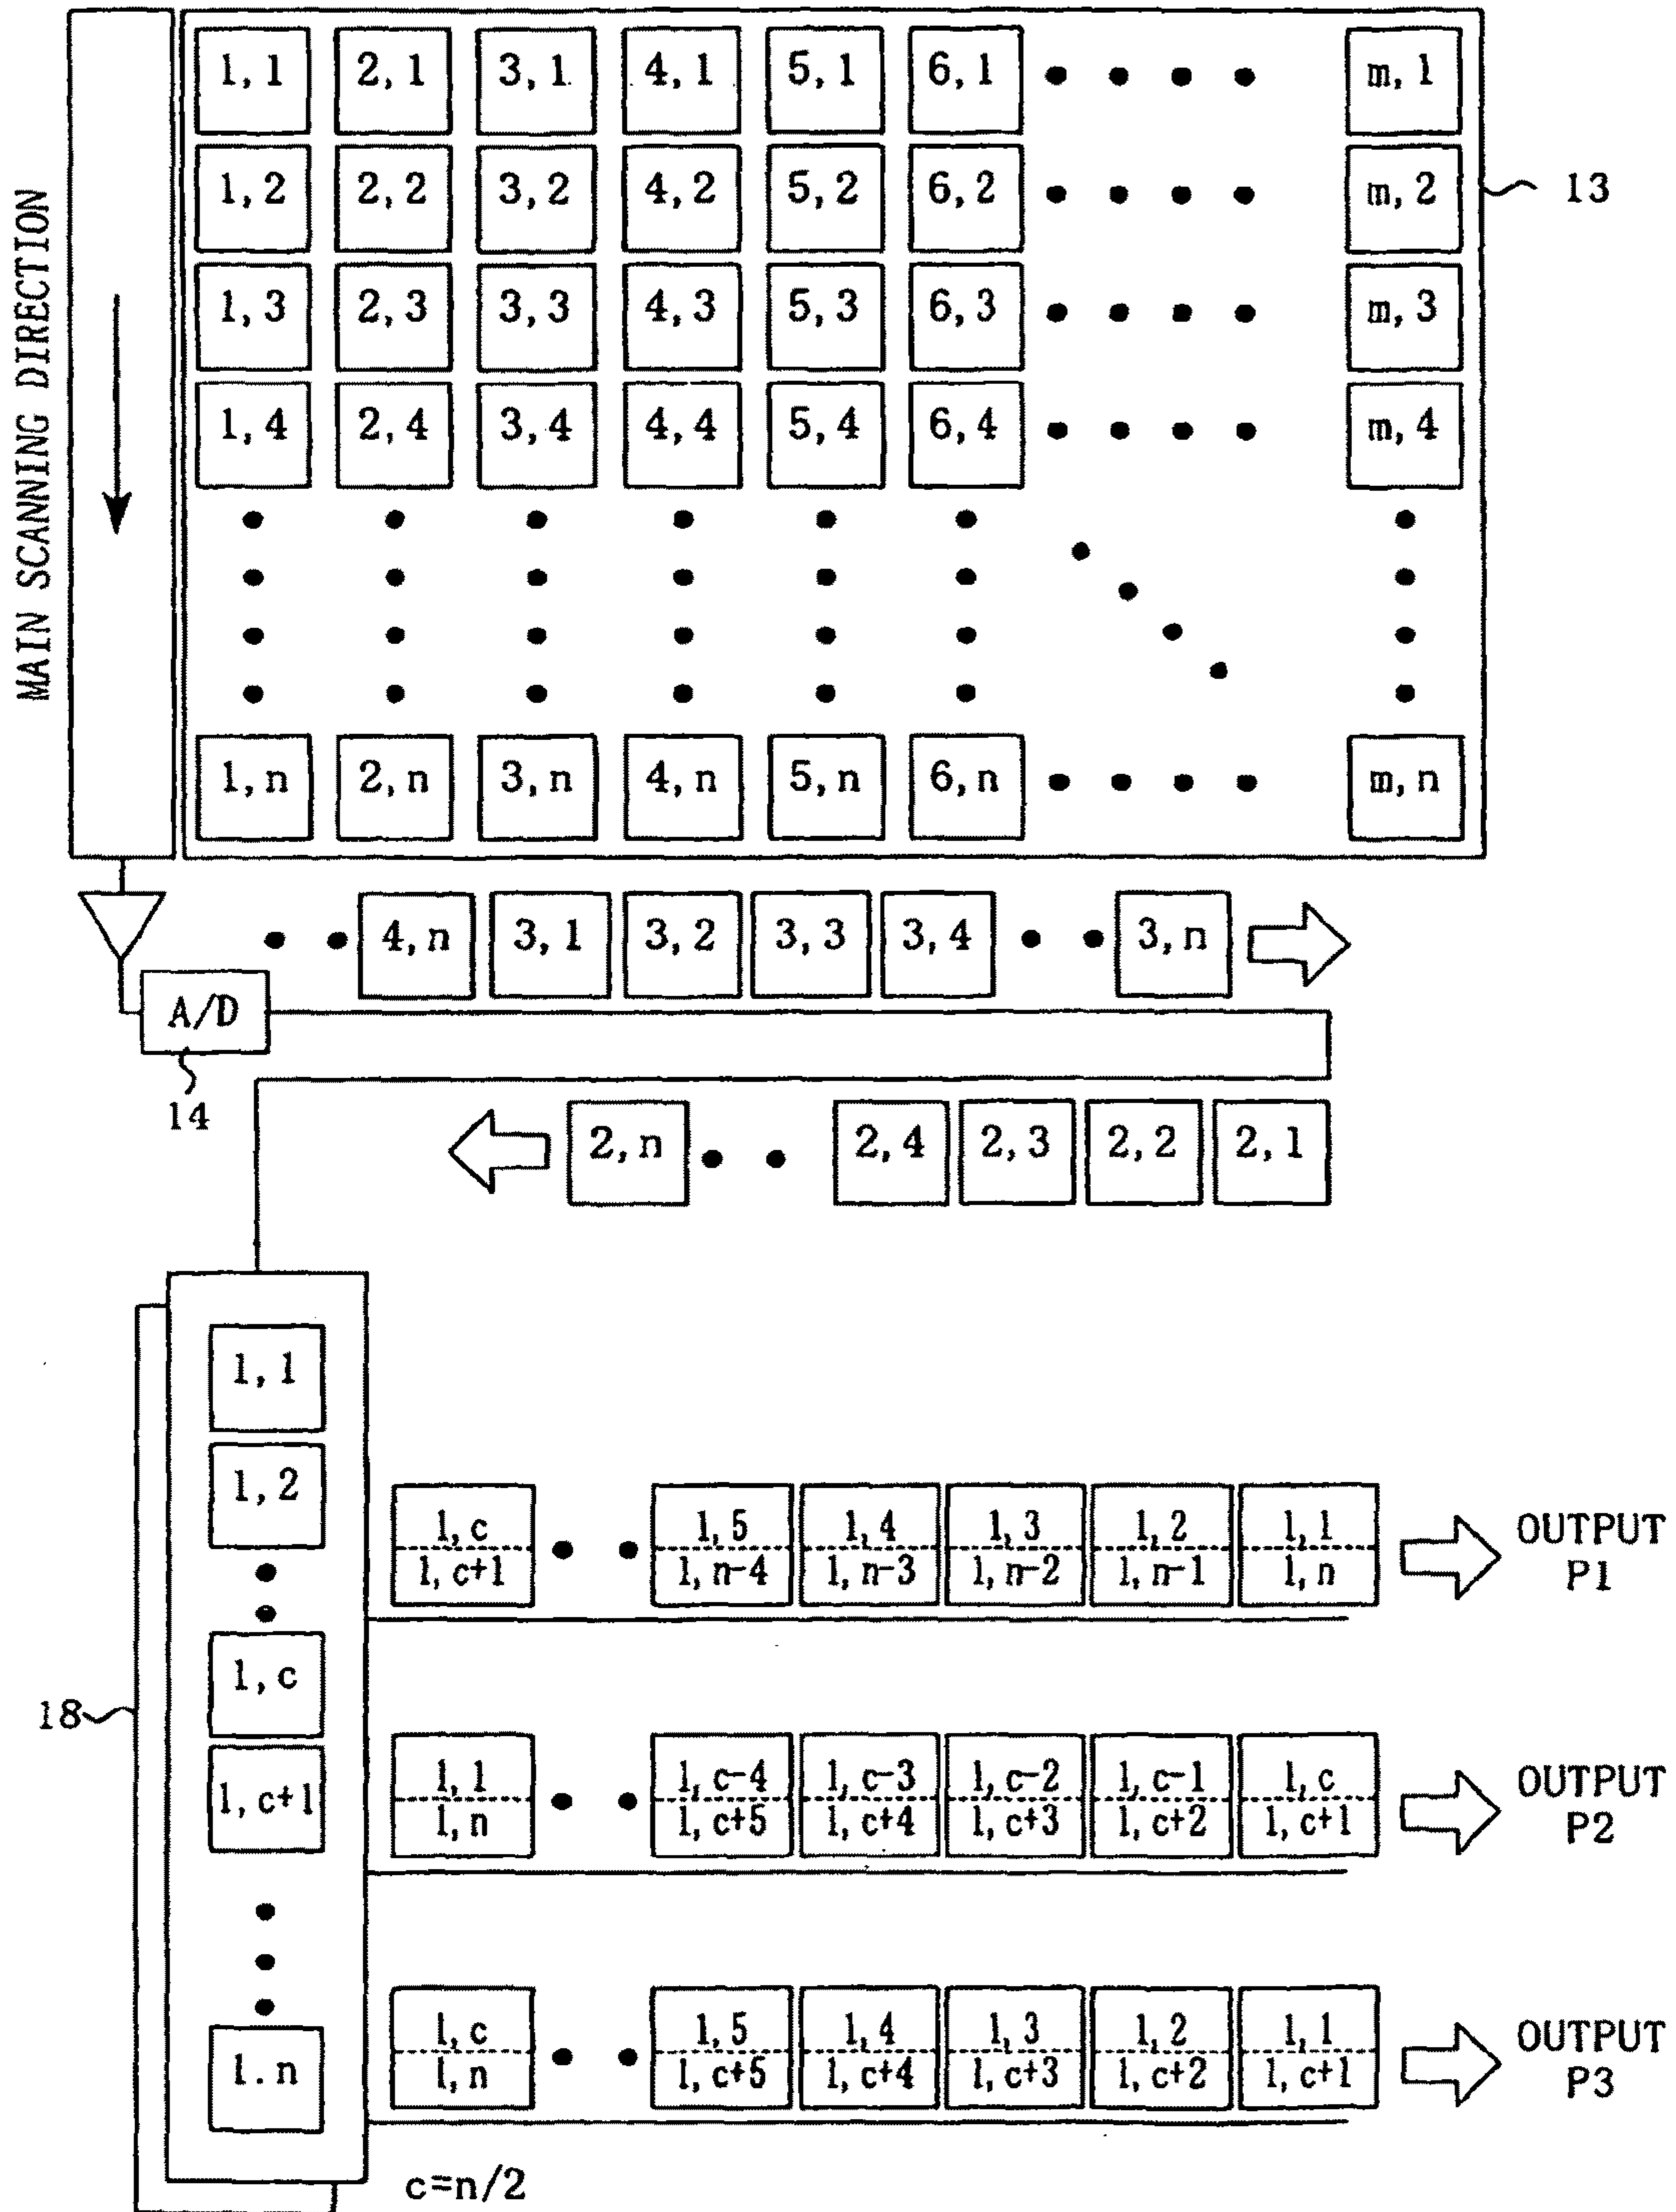 MAIN SCANNING DIRECTION
1,1 2,1 3,1 4,1 5,1 6,1 • • • • m,1
1,2 2,2 3,2 4,2 5,2 6,2 • • • • m,2
13
1,3 2,3 3,3 4,3 5,3 6,3 • • • • m,3
1,4 2,4 3,4 4,4 5,4 6,4 • • • • m,4
1,n 2,n 3,n 4,n 5,n 6,n • • • • m,n
• • 4,n 3,1 3,2 3,3 3,4 • • 3,n
A/D
14
2,n • • 2,4 2,3 2,2 2,1
18
1,1
1,2
1,c
1,c+1
1.n
1,c • • 1,5 1,4 1,3 1,2 1,1
1,c+1 1,n-4 1,n-3 1,n-2 1,n-1 1,n
OUTPUT
P1
1,1 • • 1,c-4 1,c-3 1,c-2 1,c-1 1,c
1,n 1,c+5 1,c+4 1,c+3 1,c+2 1,c+1
OUTPUT
P2
1,c • • 1,5 1,4 1,3 1,2 1,1
1,n 1,c+5 1,c+4 1,c+3 1,c+2 1,c+1
OUTPUT
P3
c=n/2